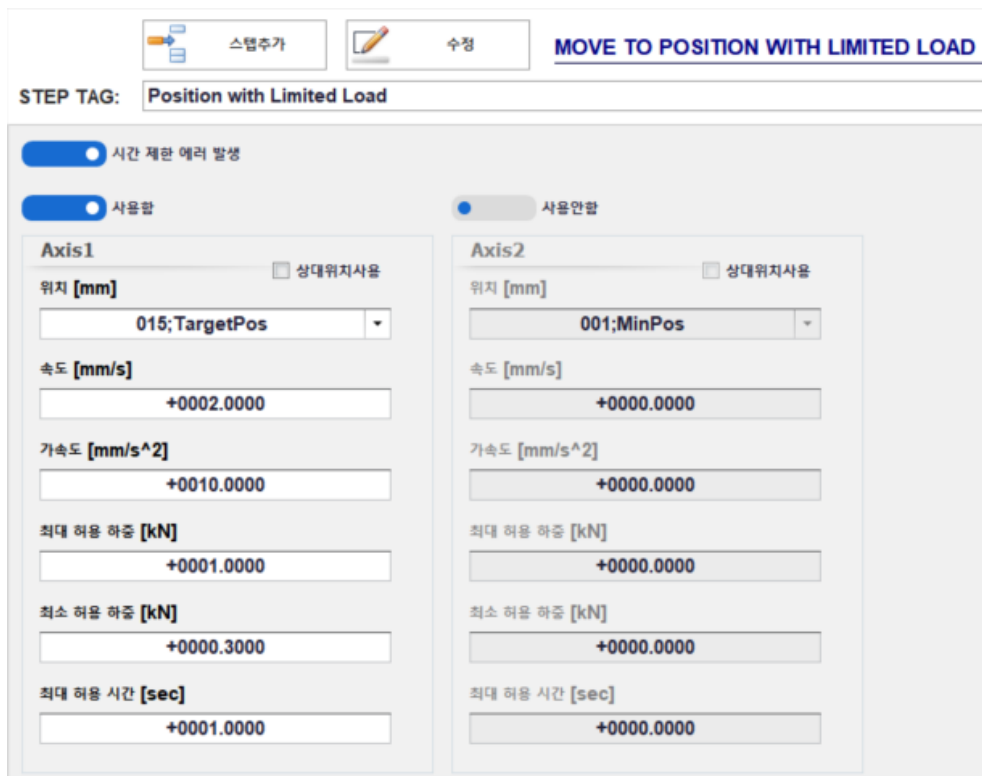 스텝추가
수정
MOVE TO POSITION WITH LIMITED LOAD
STEP TAG:
Position with Limited Load
시간 제한 에러 발생
사용함
사용안함
Axis1
상대위치사용
위치 [mm]
015;TargetPos
속도 [mm/s]
+0002.0000
가속도 [mm/s^2]
+0010.0000
최대 허용 하중 [kN]
+0001.0000
최소 허용 하중 [kN]
+0000.3000
최대 허용 시간 [sec]
+0001.0000
Axis2
상대위치사용
위치 [mm]
001;MinPos
속도 [mm/s]
+0000.0000
가속도 [mm/s^2]
+0000.0000
최대 허용 하중 [kN]
+0000.0000
최소 허용 하중 [kN]
+0000.0000
최대 허용 시간 [sec]
+0000.0000